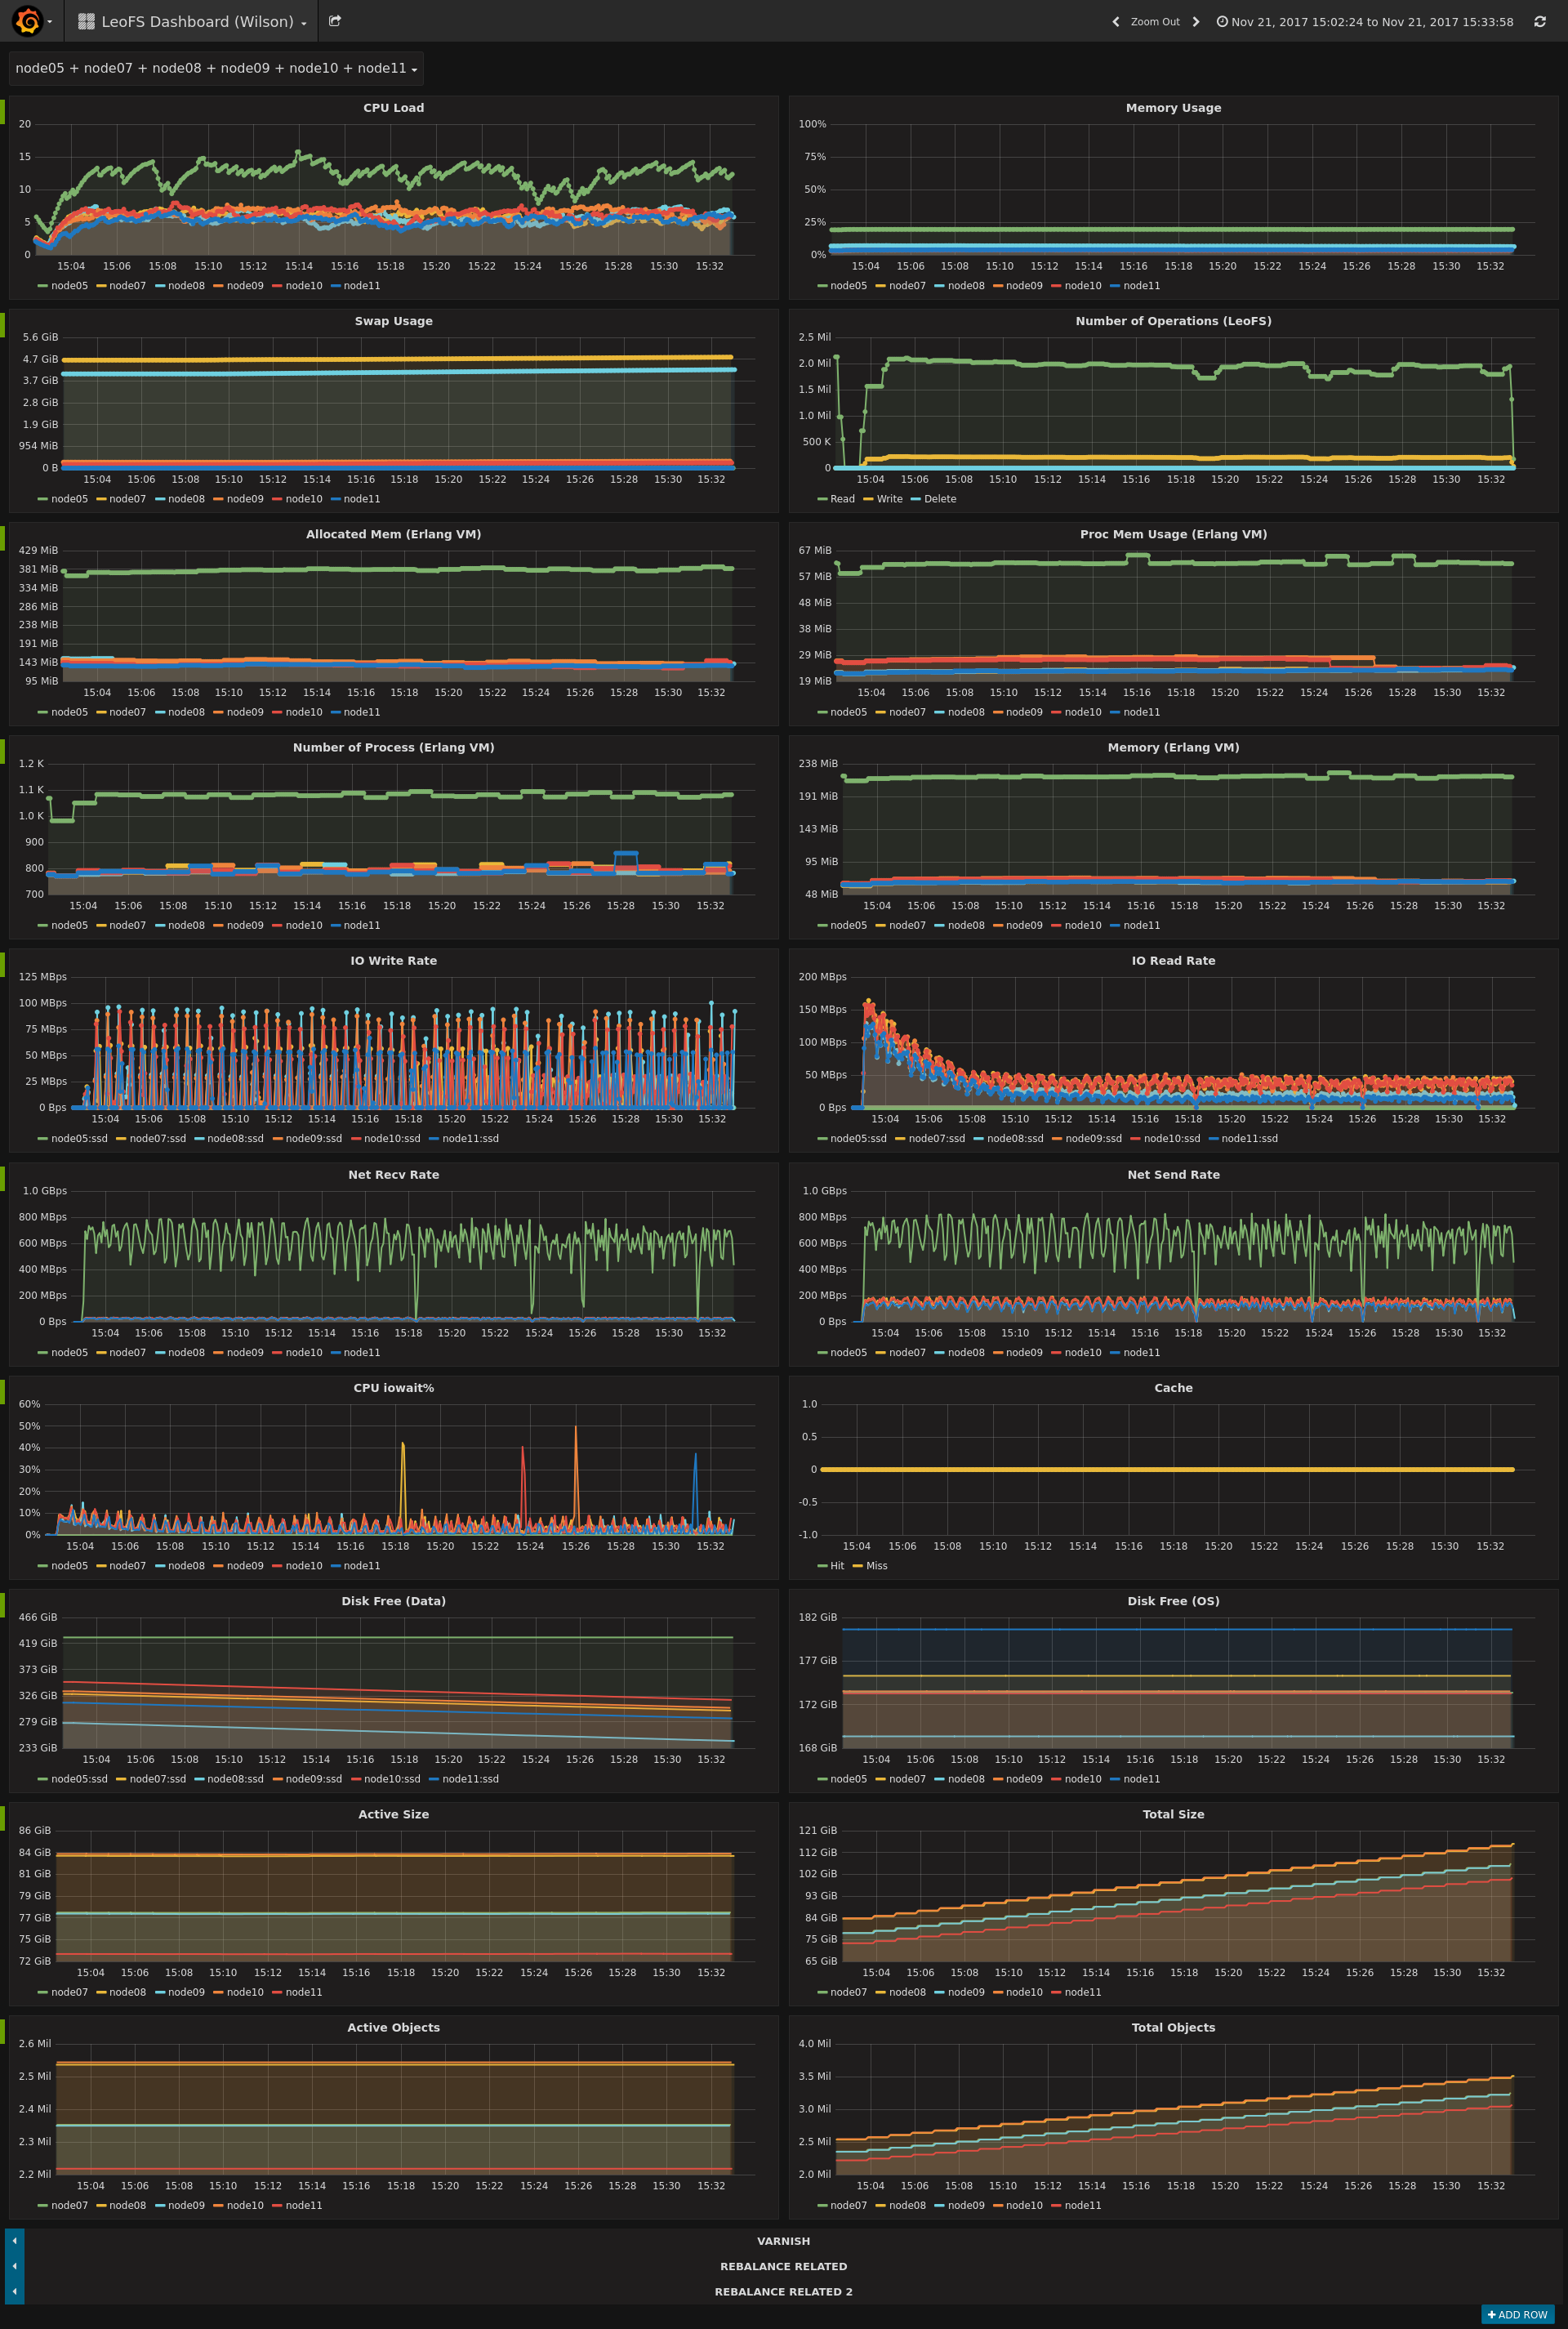 LeoFS Dashboard (Wilson)
Zoom Out
Nov 21, 2017 15:02:24 to Nov 21, 2017 15:33:58
node05 + node07 + node08 + node09 + node10 + node11
CPU Load
20
15
10
5
0
15:04 15:06 15:08 15:10 15:12 15:14 15:16 15:18 15:20 15:22 15:24 15:26 15:28 15:30 15:32
node05 node07 node08 node09 node10 node11
Memory Usage
100%
75%
50%
25%
0%
15:04 15:06 15:08 15:10 15:12 15:14 15:16 15:18 15:20 15:22 15:24 15:26 15:28 15:30 15:32
node05 node07 node08 node09 node10 node11
Swap Usage
5.6 GiB
4.7 GiB
3.7 GiB
2.8 GiB
1.9 GiB
954 MiB
0 B
15:04 15:06 15:08 15:10 15:12 15:14 15:16 15:18 15:20 15:22 15:24 15:26 15:28 15:30 15:32
node05 node07 node08 node09 node10 node11
Number of Operations (LeoFS)
2.5 Mil
2.0 Mil
1.5 Mil
1.0 Mil
500 K
0
15:04 15:06 15:08 15:10 15:12 15:14 15:16 15:18 15:20 15:22 15:24 15:26 15:28 15:30 15:32
Read Write Delete
Allocated Mem (Erlang VM)
429 MiB
381 MiB
334 MiB
286 MiB
238 MiB
191 MiB
143 MiB
95 MiB
15:04 15:06 15:08 15:10 15:12 15:14 15:16 15:18 15:20 15:22 15:24 15:26 15:28 15:30 15:32
node05 node07 node08 node09 node10 node11
Proc Mem Usage (Erlang VM)
67 MiB
57 MiB
48 MiB
38 MiB
29 MiB
19 MiB
15:04 15:06 15:08 15:10 15:12 15:14 15:16 15:18 15:20 15:22 15:24 15:26 15:28 15:30 15:32
node05 node07 node08 node09 node10 node11
Number of Process (Erlang VM)
1.2 K
1.1 K
1.0 K
900
800
700
15:04 15:06 15:08 15:10 15:12 15:14 15:16 15:18 15:20 15:22 15:24 15:26 15:28 15:30 15:32
node05 node07 node08 node09 node10 node11
Memory (Erlang VM)
238 MiB
191 MiB
143 MiB
95 MiB
48 MiB
15:04 15:06 15:08 15:10 15:12 15:14 15:16 15:18 15:20 15:22 15:24 15:26 15:28 15:30 15:32
node05 node07 node08 node09 node10 node11
IO Write Rate
125 MBps
100 MBps
75 MBps
50 MBps
25 MBps
0 Bps
15:04 15:06 15:08 15:10 15:12 15:14 15:16 15:18 15:20 15:22 15:24 15:26 15:28 15:30 15:32
node05:ssd node07:ssd node08:ssd node09:ssd node10:ssd node11:ssd
IO Read Rate
200 MBps
150 MBps
100 MBps
50 MBps
0 Bps
15:04 15:06 15:08 15:10 15:12 15:14 15:16 15:18 15:20 15:22 15:24 15:26 15:28 15:30 15:32
node05:ssd node07:ssd node08:ssd node09:ssd node10:ssd node11:ssd
Net Recv Rate
1.0 GBps
800 MBps
600 MBps
400 MBps
200 MBps
0 Bps
15:04 15:06 15:08 15:10 15:12 15:14 15:16 15:18 15:20 15:22 15:24 15:26 15:28 15:30 15:32
node05 node07 node08 node09 node10 node11
Net Send Rate
1.0 GBps
800 MBps
600 MBps
400 MBps
200 MBps
0 Bps
15:04 15:06 15:08 15:10 15:12 15:14 15:16 15:18 15:20 15:22 15:24 15:26 15:28 15:30 15:32
node05 node07 node08 node09 node10 node11
CPU iowait%
60%
50%
40%
30%
20%
10%
0%
15:04 15:06 15:08 15:10 15:12 15:14 15:16 15:18 15:20 15:22 15:24 15:26 15:28 15:30 15:32
node05 node07 node08 node09 node10 node11
Cache
1.0
0.5
0
-0.5
-1.0
15:04 15:06 15:08 15:10 15:12 15:14 15:16 15:18 15:20 15:22 15:24 15:26 15:28 15:30 15:32
Hit Miss
Disk Free (Data)
466 GiB
419 GiB
373 GiB
326 GiB
279 GiB
233 GiB
15:04 15:06 15:08 15:10 15:12 15:14 15:16 15:18 15:20 15:22 15:24 15:26 15:28 15:30 15:32
node05:ssd node07:ssd node08:ssd node09:ssd node10:ssd node11:ssd
Disk Free (OS)
182 GiB
177 GiB
172 GiB
168 GiB
15:04 15:06 15:08 15:10 15:12 15:14 15:16 15:18 15:20 15:22 15:24 15:26 15:28 15:30 15:32
node05 node07 node08 node09 node10 node11
Active Size
86 GiB
84 GiB
81 GiB
79 GiB
77 GiB
75 GiB
72 GiB
15:04 15:06 15:08 15:10 15:12 15:14 15:16 15:18 15:20 15:22 15:24 15:26 15:28 15:30 15:32
node07 node08 node09 node10 node11
Total Size
121 GiB
112 GiB
102 GiB
93 GiB
84 GiB
75 GiB
65 GiB
15:04 15:06 15:08 15:10 15:12 15:14 15:16 15:18 15:20 15:22 15:24 15:26 15:28 15:30 15:32
node07 node08 node09 node10 node11
Active Objects
2.6 Mil
2.5 Mil
2.4 Mil
2.3 Mil
2.2 Mil
15:04 15:06 15:08 15:10 15:12 15:14 15:16 15:18 15:20 15:22 15:24 15:26 15:28 15:30 15:32
node07 node08 node09 node10 node11
Total Objects
4.0 Mil
3.5 Mil
3.0 Mil
2.5 Mil
2.0 Mil
15:04 15:06 15:08 15:10 15:12 15:14 15:16 15:18 15:20 15:22 15:24 15:26 15:28 15:30 15:32
node07 node08 node09 node10 node11
VARNISH
REBALANCE RELATED
REBALANCE RELATED 2
+ ADD ROW